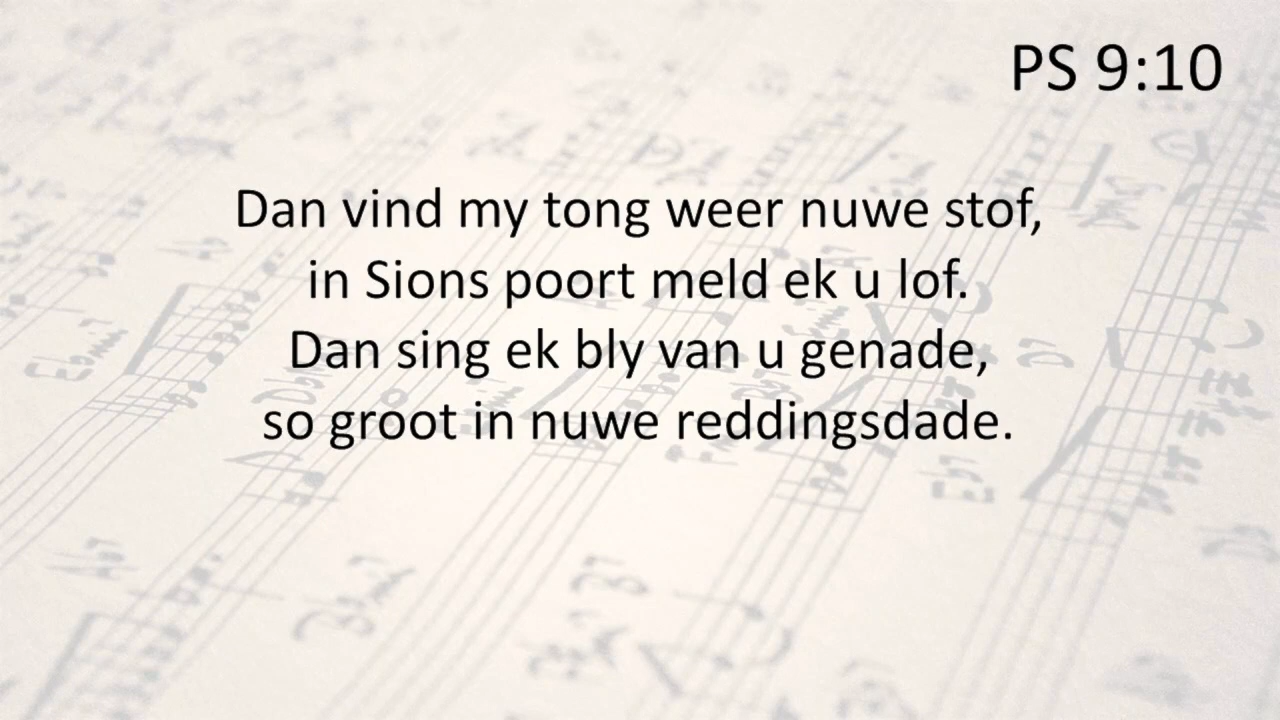 PS 9:10
Dan vind my tong weer nuwe stof,
in Sions poort meld ek u lof.
Dan sing ek bly van u genade,
so groot in nuwe reddingsdade.